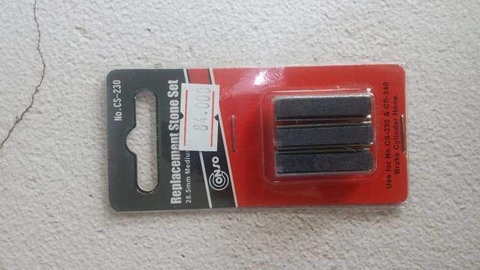 No.CS-230
Replacement Stone Set
28.5mm Medium
CONSO
84.000
Use for No.CS-330 & CS-340
Brake Cylinder Hone